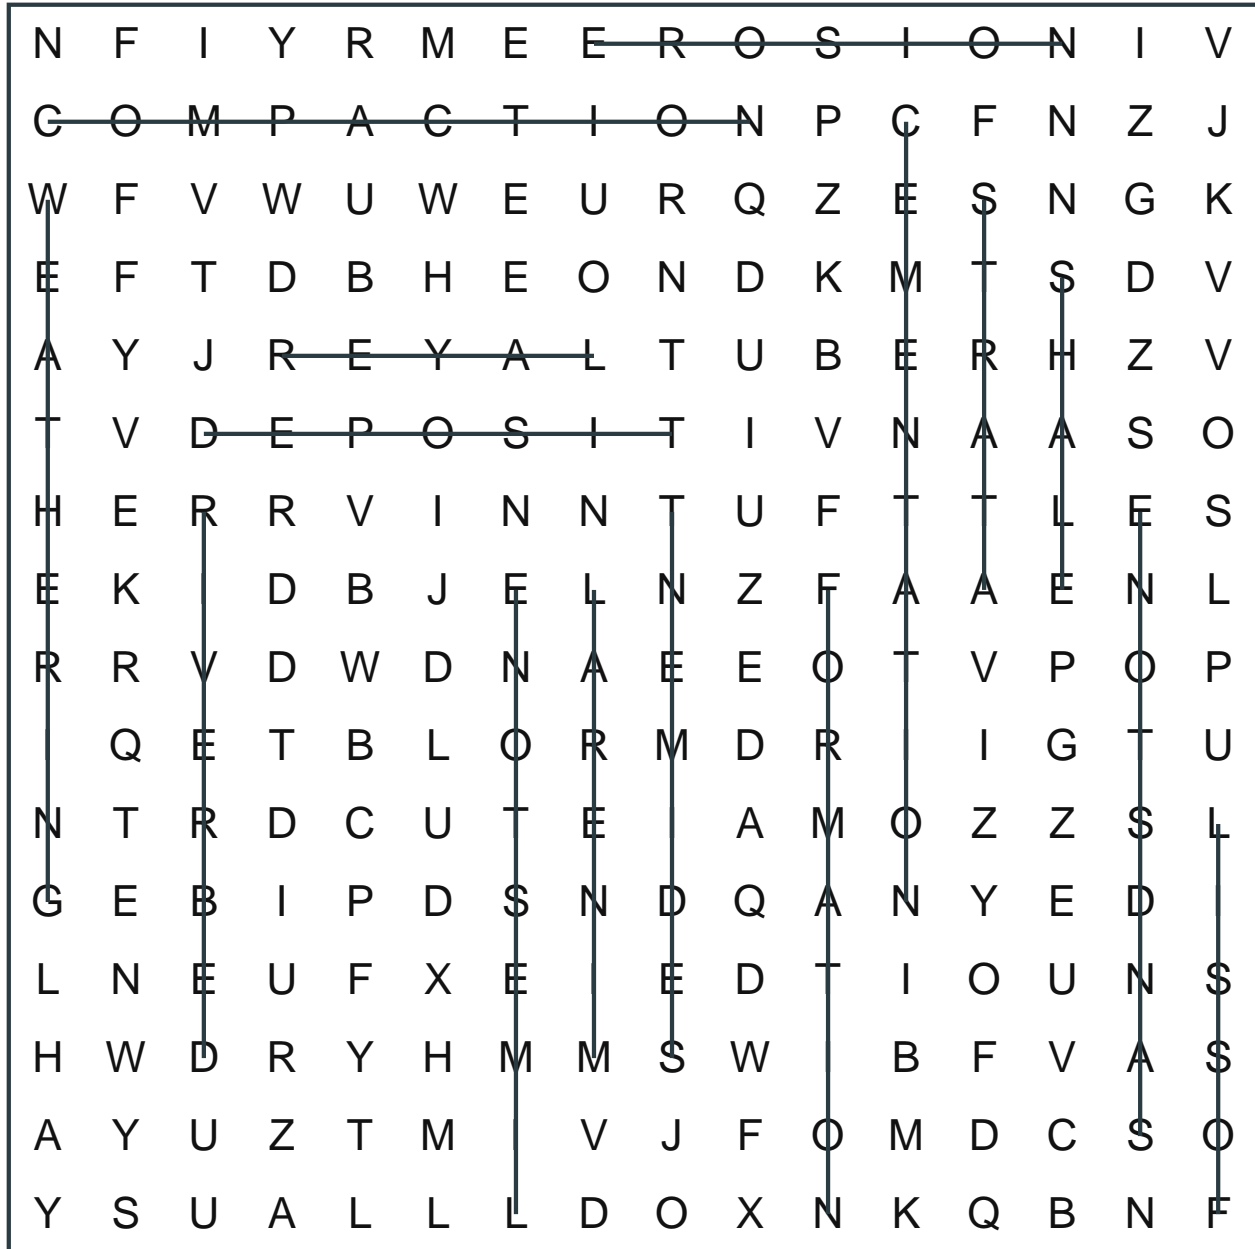 N F I Y R M E E R O S I O N I V
C O M P A C T I O N P C F N Z J
W F V W U W E U R Q Z E S N G K
E F T D B H E O N D K M T S D V
A Y J R E Y A L T U B E R H Z V
T V D E P O S I T I V N A A S O
H E R R V I N N T U F T T L E S
E K I D B J E L N Z F A A E N L
R R V D W D N A E E O T V P O P
I Q E T B L O R M D R I I G T U
N T R D C U T E I A M O Z Z S L
G E B I P D S N D Q A N Y E D I
L N E U F X E I E D T I O U N S
H W D R Y H M M S W I B F V A S
A Y U Z T M I V J F O M D C S O
Y S U A L L L D O X N K Q B N F